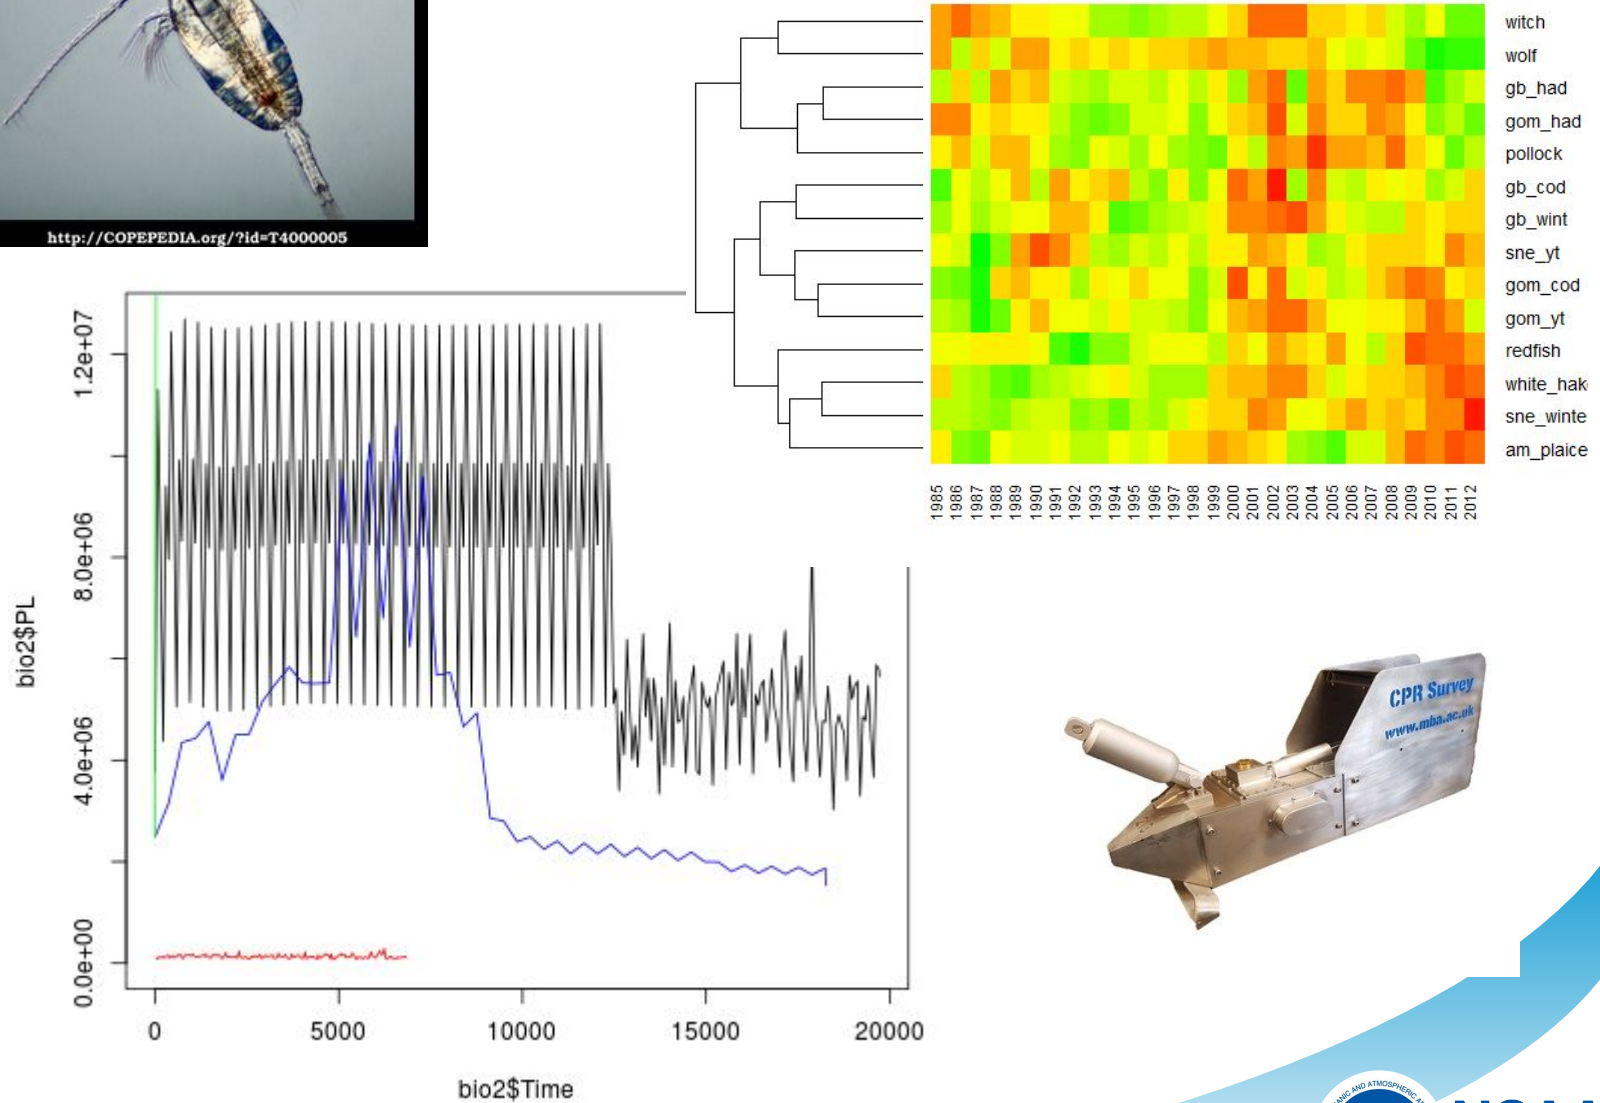 http://COPEPEDIA.org/?id=T4000005
witch
wolf
gb_had
gom_had
pollock
gb_cod
gb_wint
sne_yt
gom_cod
gom_yt
redfish
white_hak
sne_winte
am_plaice
1985 1986 1987 1988 1989 1990 1991 1992 1993 1994 1995 1996 1997 1998 1999 2000 2001 2002 2003 2004 2005 2006 2007 2008 2009 2010 2011 2012
bio2$PL
1.2e+07
8.0e+06
4.0e+06
0.0e+00
0 5000 10000 15000 20000
bio2$Time
CPR Survey
www.mba.ac.uk
AND ATMOSPHERIC